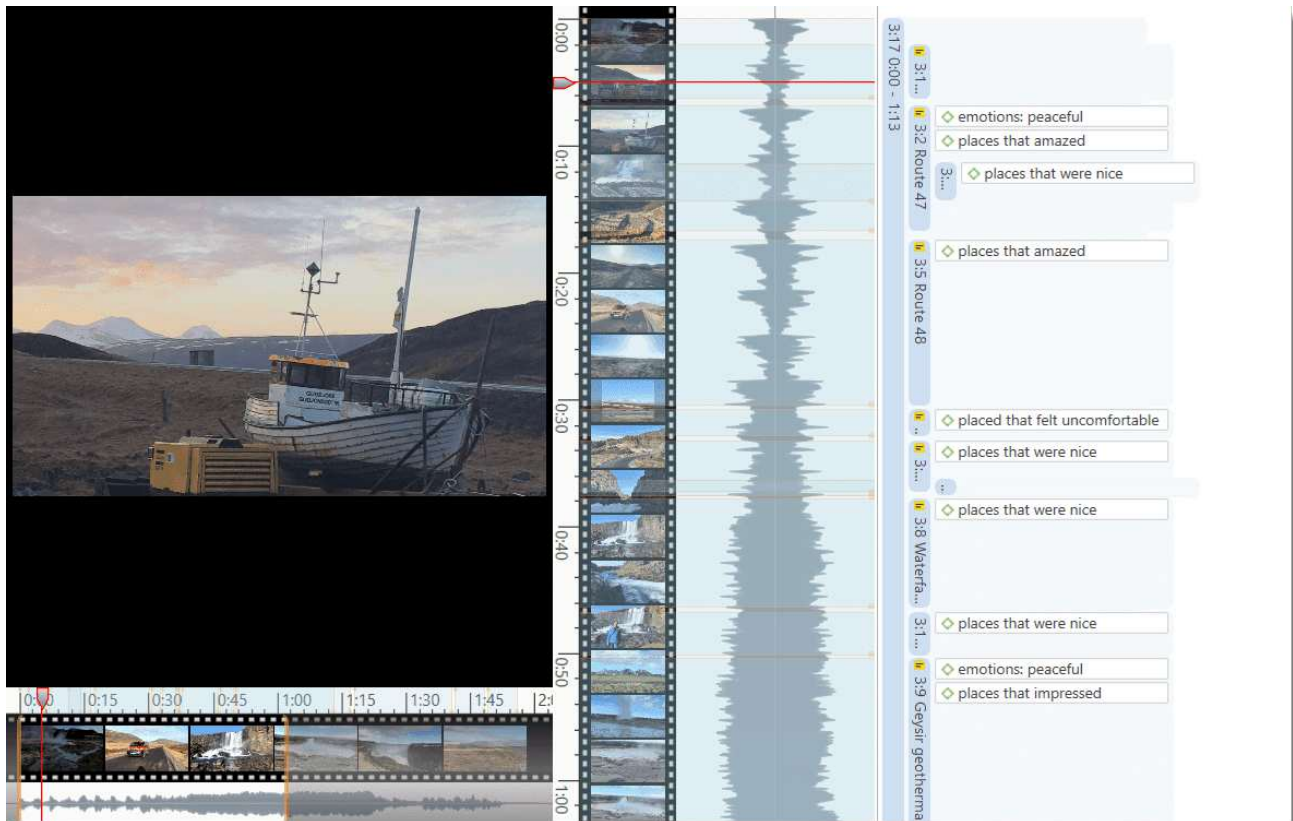 0:15
0:30
0:45
1:00
1:15
1:30
1:45
0:00
0:10
0:20
0:30
0:40
0:50
1:00
3:17 0:00 - 1:13
3:1...
3:2 Route 47
emotions: peaceful
places that amazed
3:...
places that were nice
3:5 Route 48
places that amazed
..
placed that felt uncomfortable
3:...
places that were nice
..
3:8 Waterfa...
places that were nice
3:1...
places that were nice
3:9 Geysir geotherma
emotions: peaceful
places that impressed